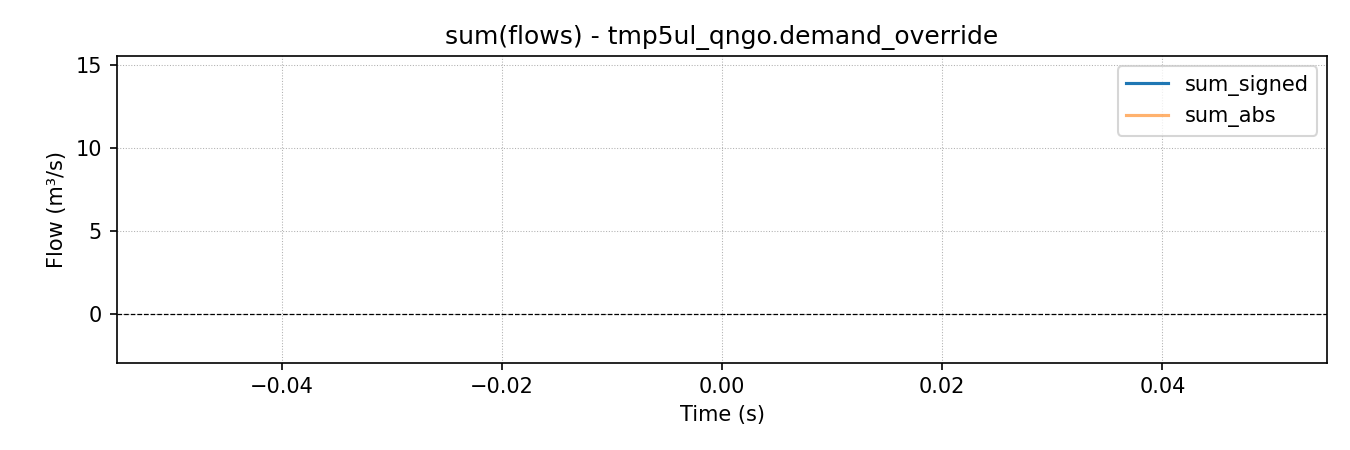 sum(flows) - tmp5ul_qngo.demand_override
15
10
5
0
Flow (m³/s)
sum_signed
sum_abs
−0.04
−0.02
0.00
0.02
0.04
Time (s)